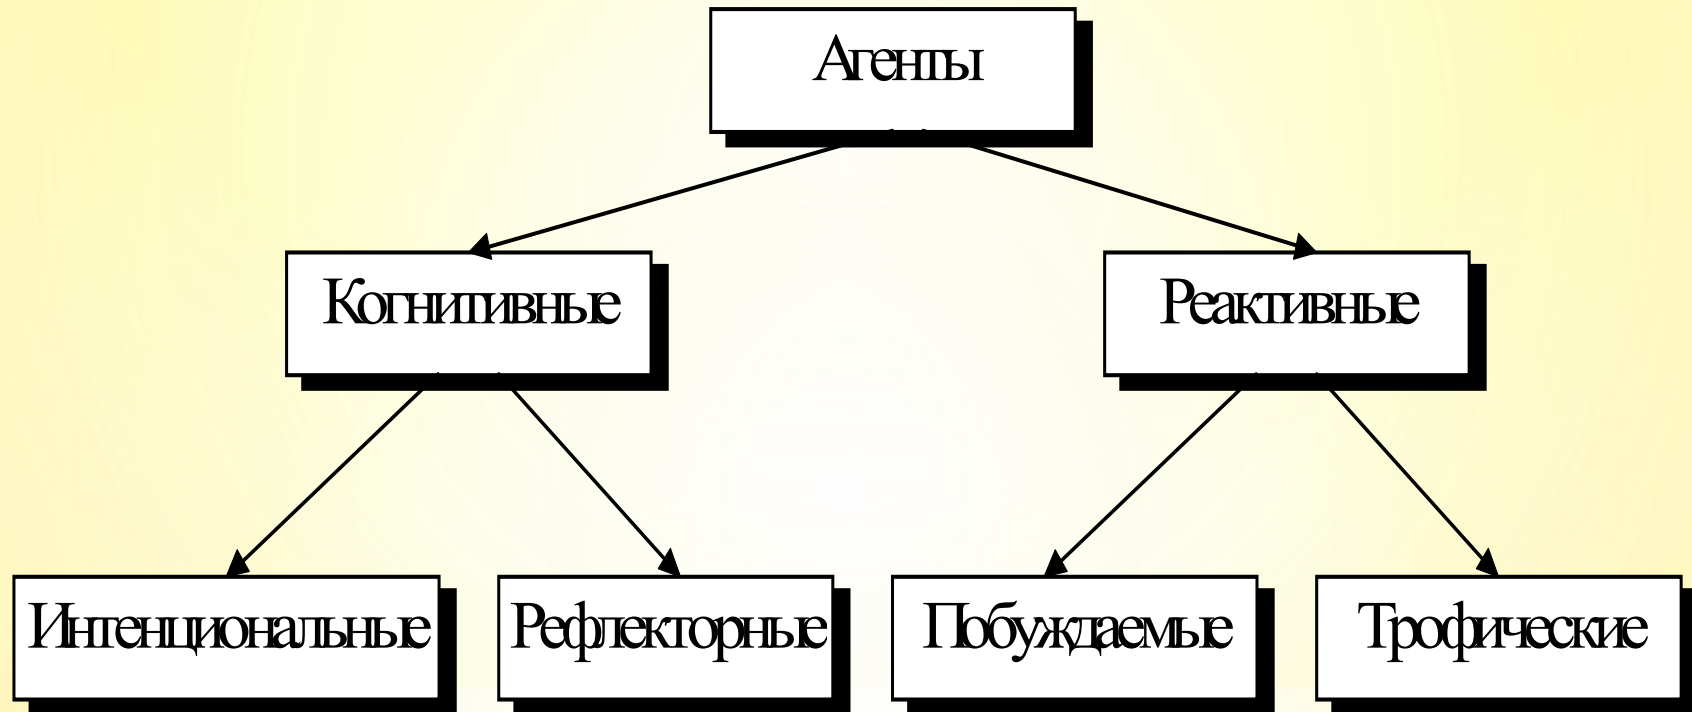 Агенты
Когнитивные
Реактивные
Интенциональные
Рефлекторные
Побуждаемые
Трофические